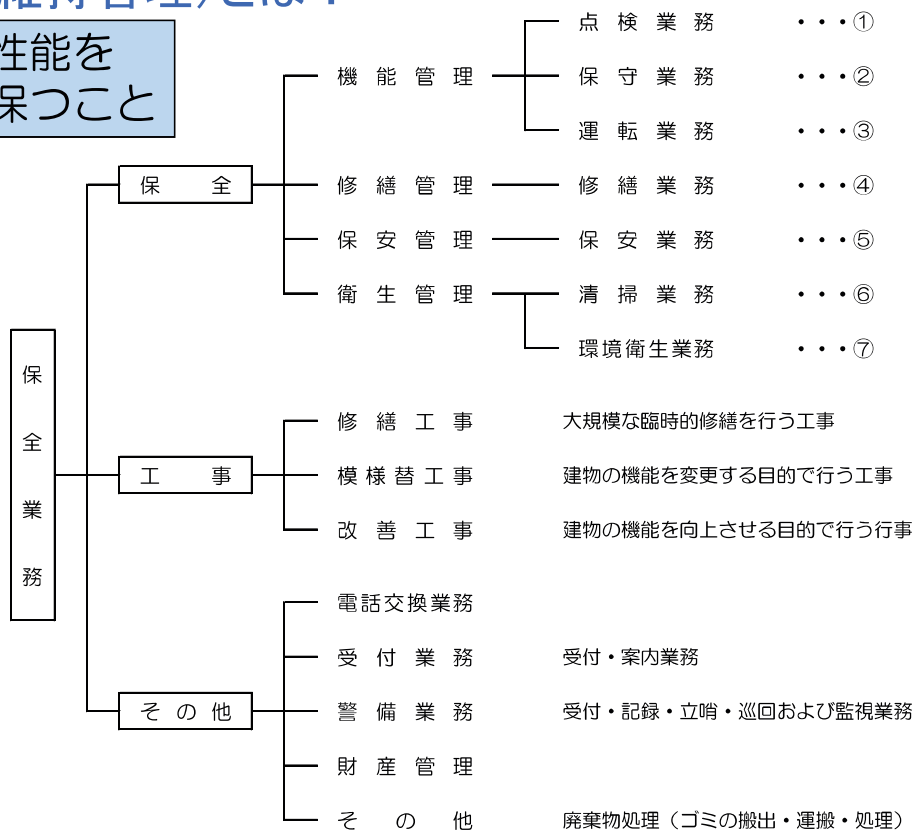 維持管理)とは？
性能を
保つこと
点検業務 ・・・①
機能管理 保守業務 ・・・②
運転業務 ・・・③
保全 修繕管理 修繕業務 ・・・④
保安管理 保安業務 ・・・⑤
衛生管理 清掃業務 ・・・⑥
環境衛生業務 ・・・⑦
保全業務
修繕工事 大規模な臨時的修繕を行う工事
工事 模様替工事 建物の機能を変更する目的で行う工事
改善工事 建物の機能を向上させる目的で行う行事
電話交換業務
受付業務 受付・案内業務
その他 警備業務 受付・記録・立哨・巡回および監視業務
財産管理
その他 廃棄物処理（ゴミの搬出・運搬・処理）